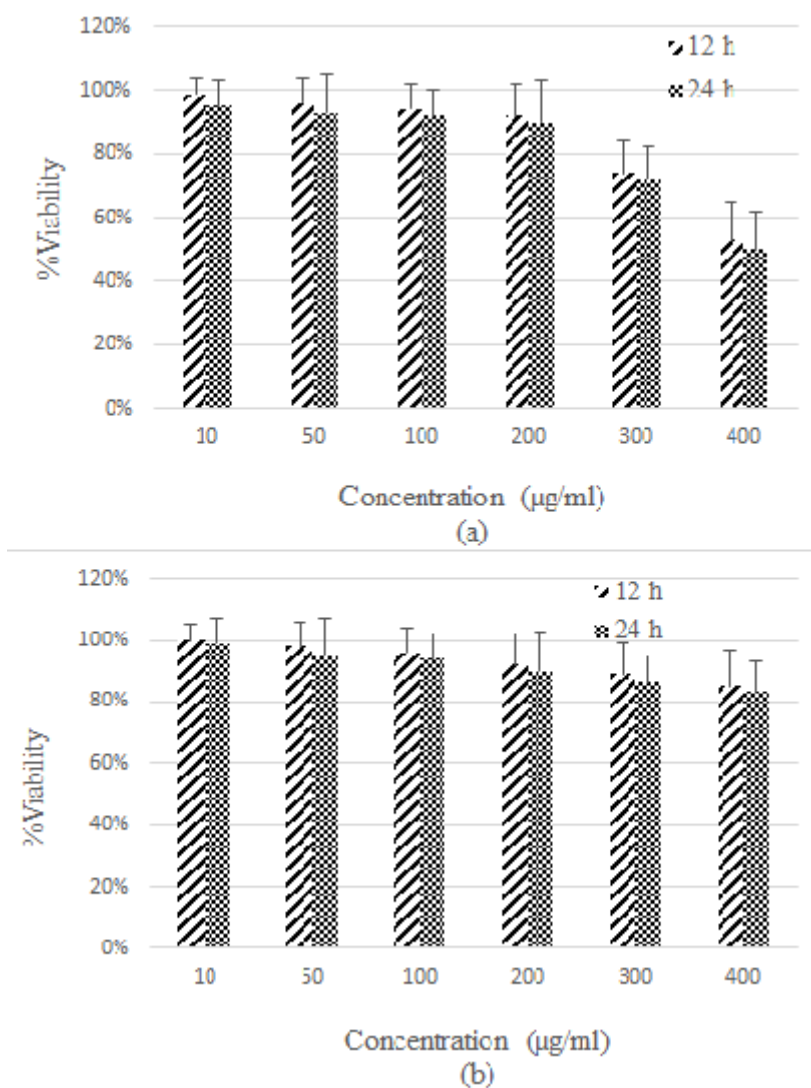 120%
12 h
100%
24 h
80%
60%
40%
20%
0%
%Viability
10 50 100 200 300 400
Concentration (µg/ml)
(a)
120%
12 h
100%
24 h
80%
60%
40%
20%
0%
%Viability
10 50 100 200 300 400
Concentration (µg/ml)
(b)